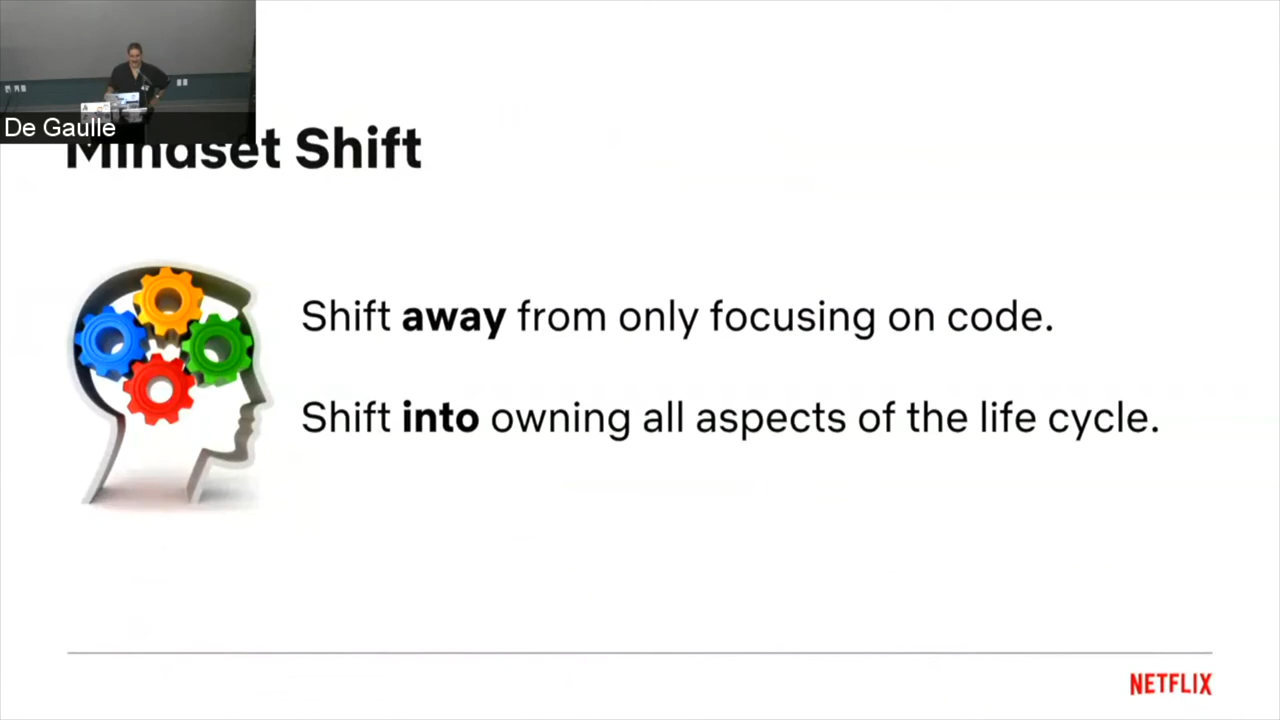 De Gaulle
Mindset Shift
Shift away from only focusing on code.
Shift into owning all aspects of the life cycle.
NETFLIX